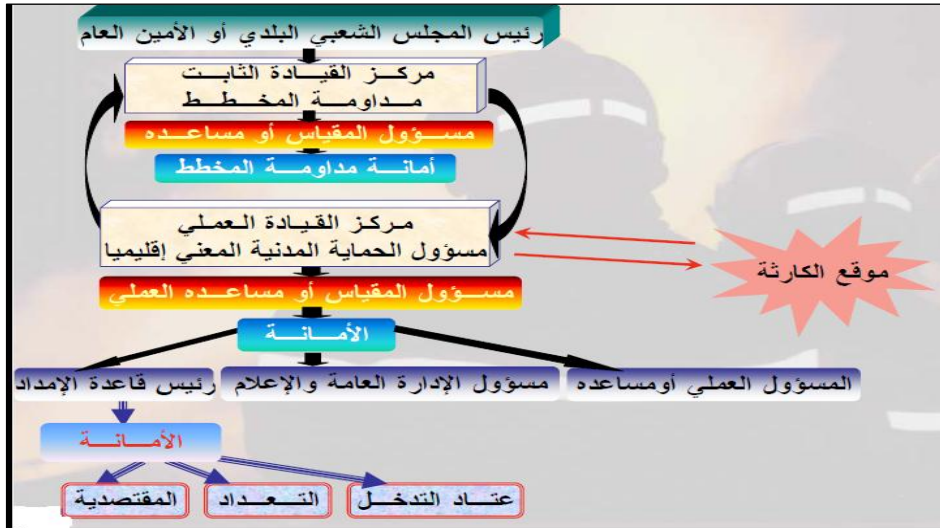 رئيس المجلس الشعبي البلدي أو الأمين العام
مركز القيادة الثابت
مداومة المخطط
مسؤول المقياس أو مساعده
أمانة مداومة المخطط
مركز القيادة العملي
مسؤول الحماية المدنية المعني إقليميا
موقع الكارثة
مسؤول المقياس أو مساعده العملي
الأمانة
المسؤول العملي أومساعده
مسؤول الإدارة العامة والإعلام
رئيس قاعدة الإمداد
الأمانة
عتاد التدخل
التعداد
المقتصدية